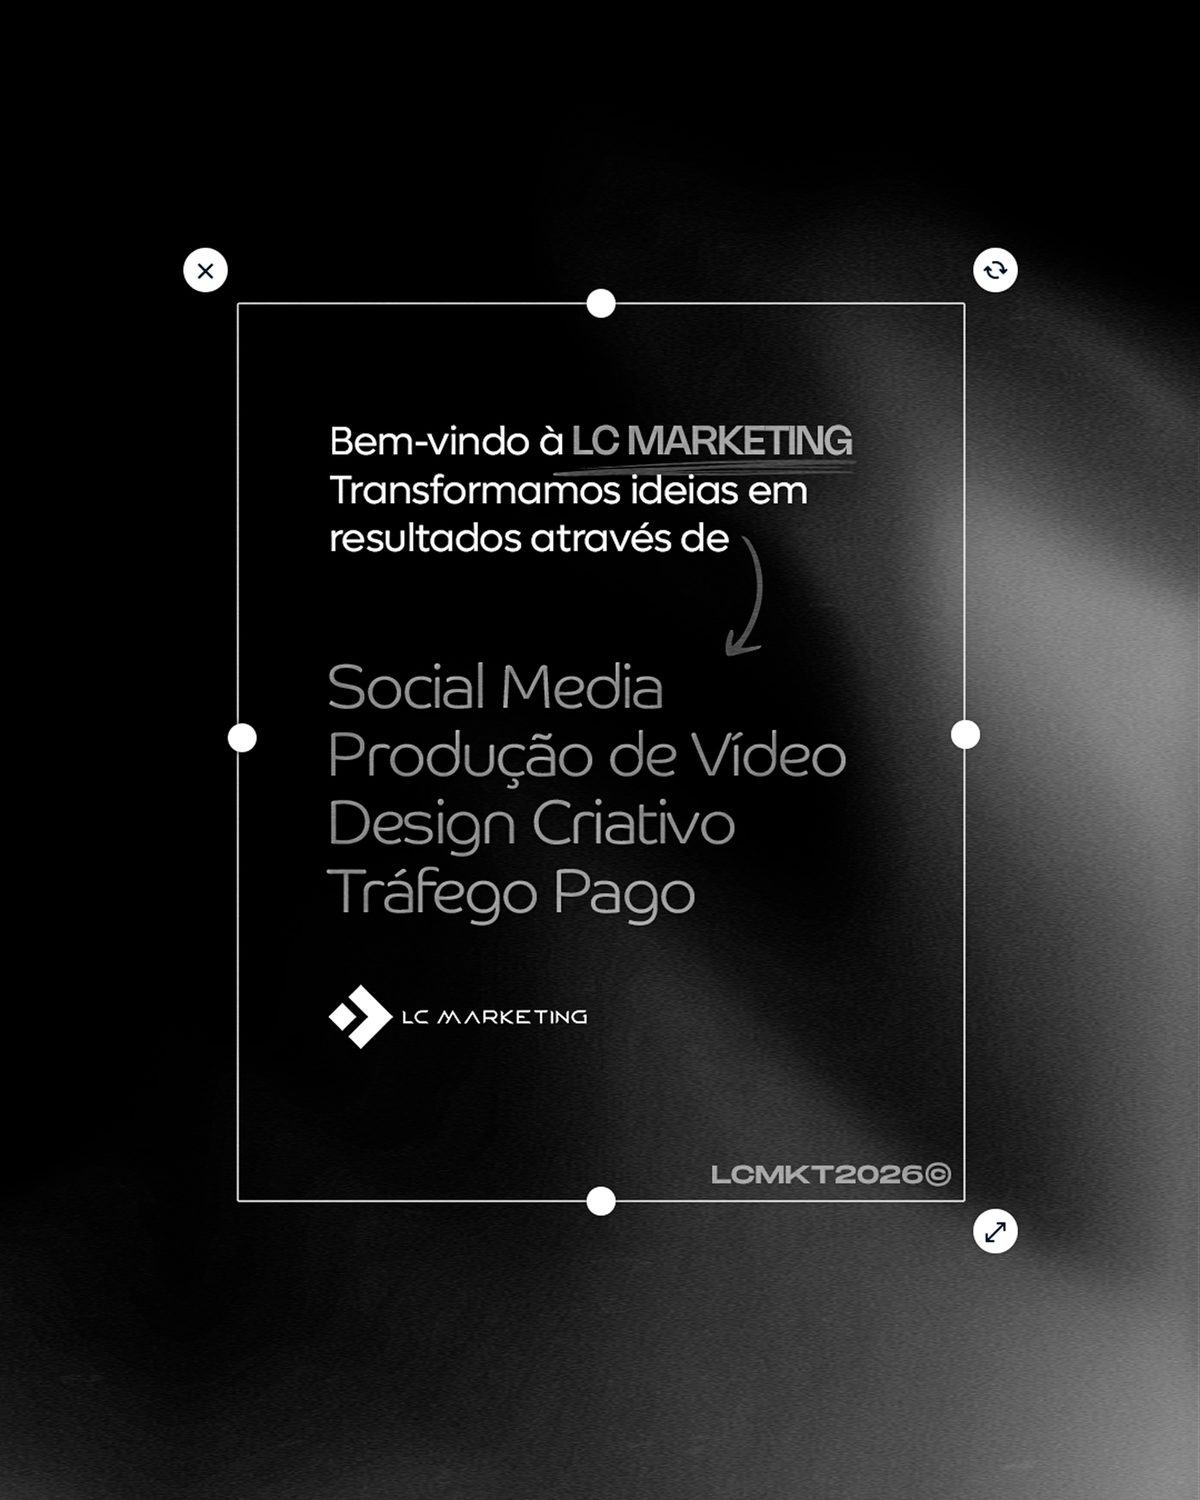 Bem-vindo à LC MARKETING
Transformamos ideias em
resultados através de
Social Media
Produção de Vídeo
Design Criativo
Tráfego Pago
LC MARKETING
LCMKT2026©